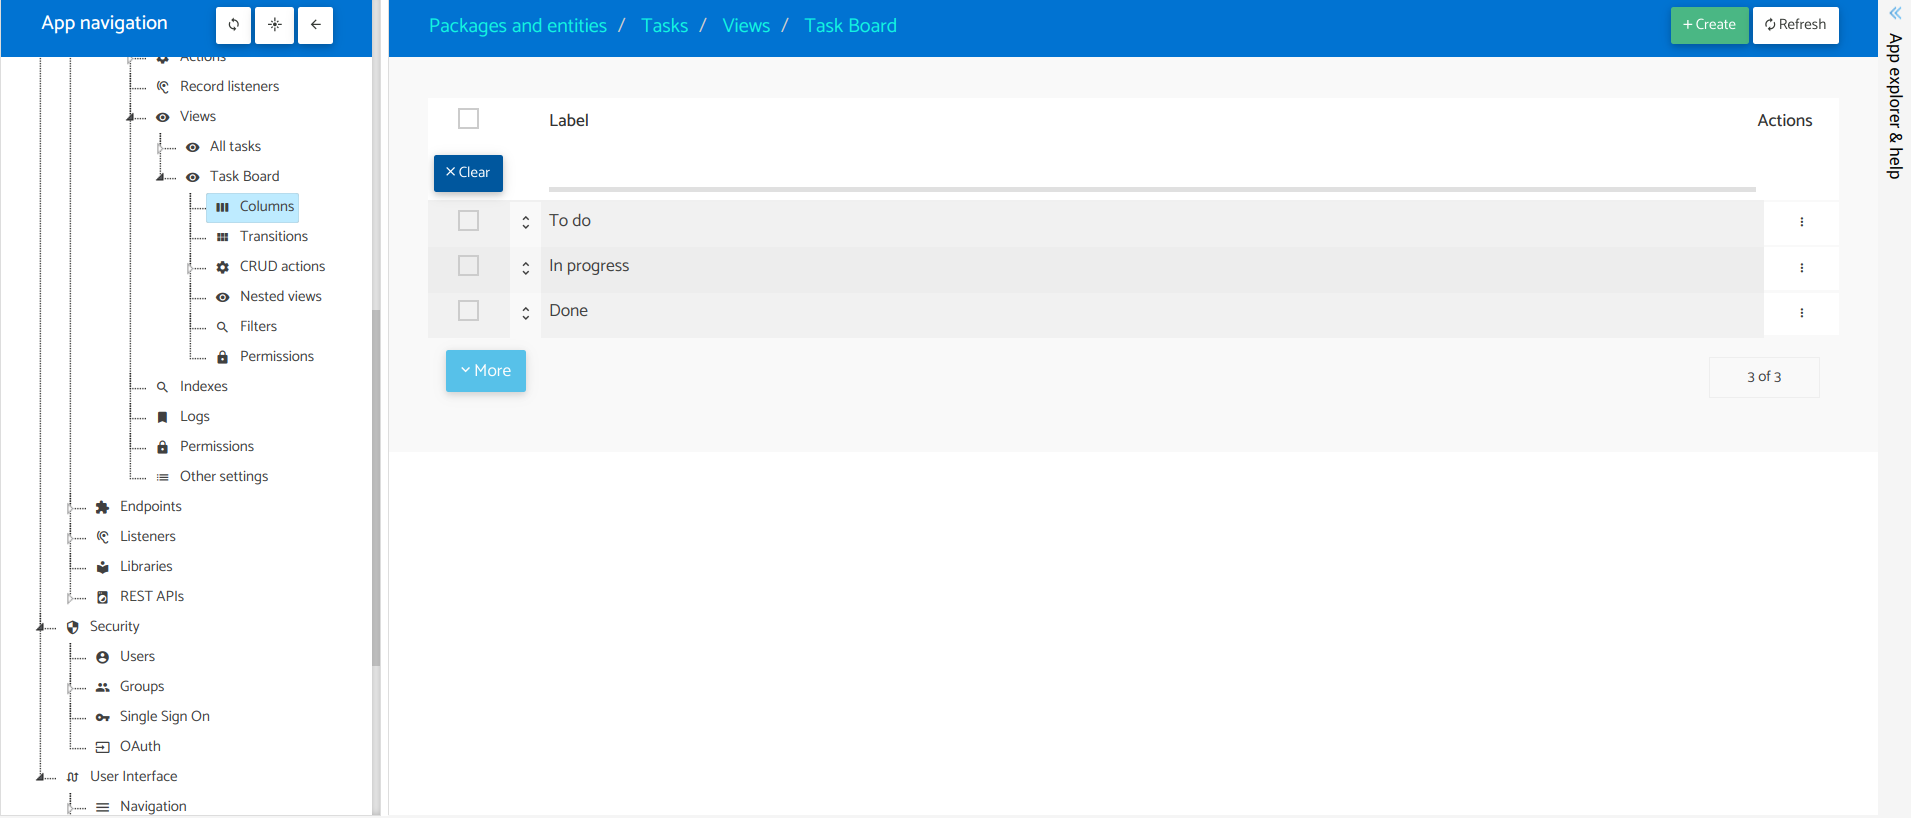 App navigation
Packages and entities / Tasks / Views / Task Board
+ Create
Refresh
App explorer & help
Actions
Record listeners
Views
All tasks
Task Board
Columns
Transitions
CRUD actions
Nested views
Filters
Permissions
Indexes
Logs
Permissions
Other settings
Endpoints
Listeners
Libraries
REST APIs
Security
Users
Groups
Single Sign On
OAuth
User Interface
Navigation
Label
Actions
Clear
To do
In progress
Done
More
3 of 3